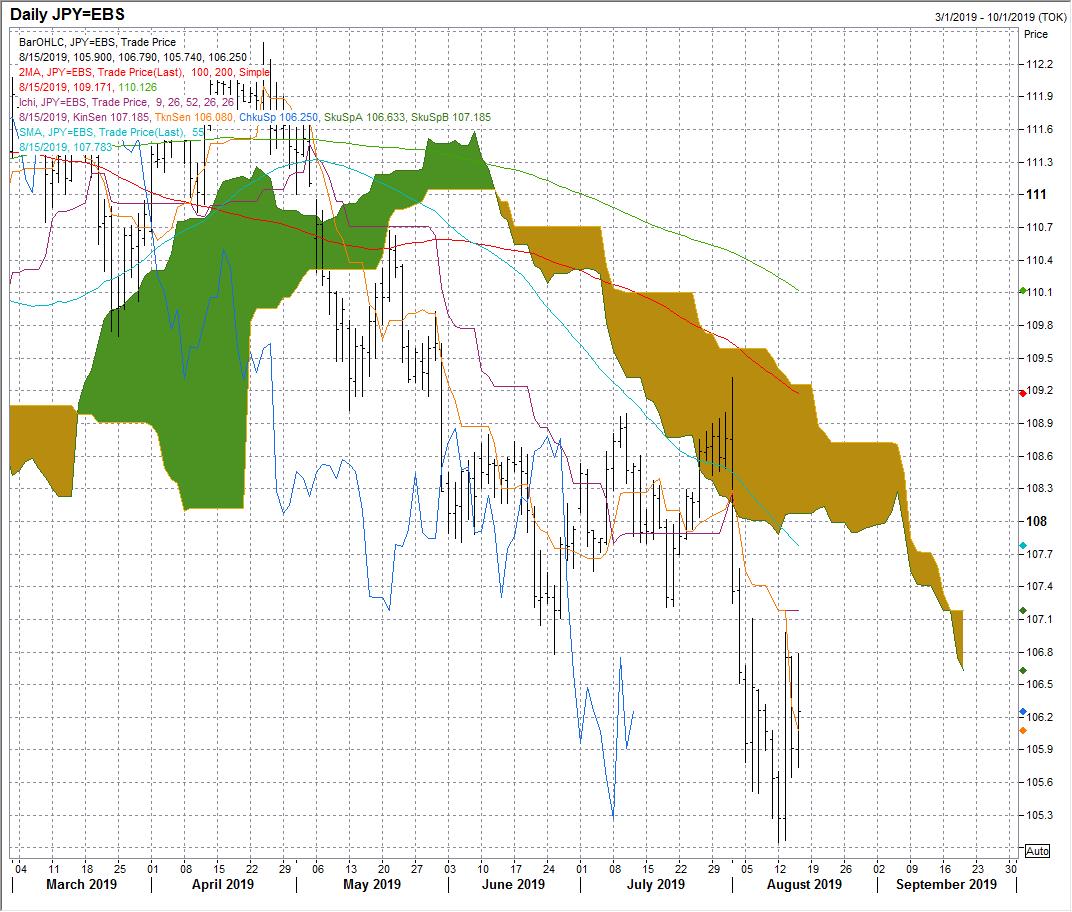 Daily JPY=EBS
3/1/2019 - 10/1/2019 (TOK)
Price
BarOHLC, JPY=EBS, Trade Price
8/15/2019, 105.900, 106.790, 105.740, 106.250
2MA, JPY=EBS, Trade Price(Last), 100, 200, Simple
8/15/2019, 109.171, 110.126
Ichi, JPY=EBS, Trade Price, 9, 26, 52, 26, 26
8/15/2019, KinSen 107.185, TknSen 106.080, ChkuSp 106.250, SkuSpA 106.633, SkuSpB 107.185
SMA, JPY=EBS, Trade Price(Last), 55
8/15/2019, 107.783
112.2
111.9
111.6
111.3
111
110.7
110.4
110.1
109.8
109.5
109.2
108.9
108.6
108.3
108
107.7
107.4
107.1
106.8
106.5
106.2
105.9
105.6
105.3
Auto
04 11 18 25 01 08 15 22 29 06 13 20 27 03 10 17 24 01 08 15 22 29 05 12 19 26 02 09 16 23 30
March 2019 April 2019 May 2019 June 2019 July 2019 August 2019 September 2019